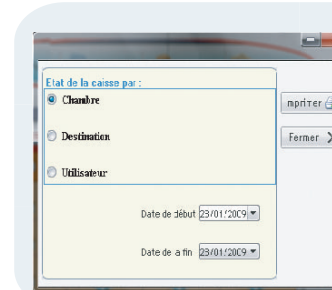 Etat de la caisse par :
Chambre
nprimer
Destination
Fermer
Utilisateur
Date de début 23/01/2009
Date de a fin 23/01/2009